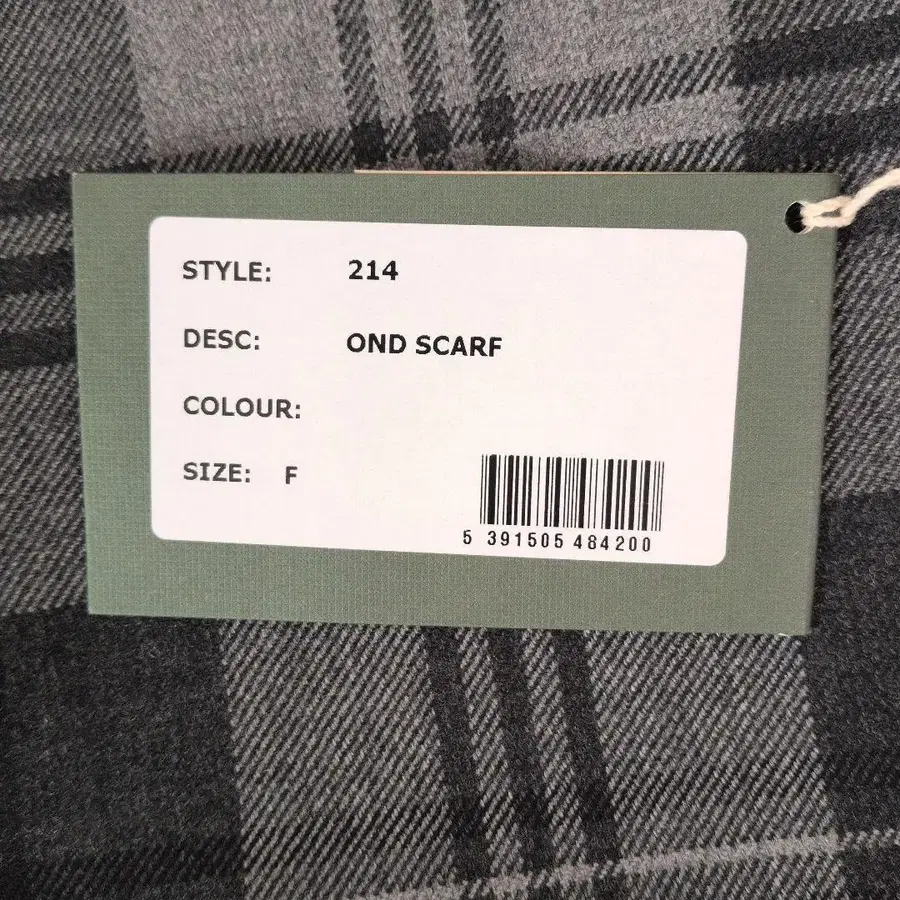 STYLE: 214
DESC: OND SCARF
COLOUR:
SIZE: F
5 391505 484200